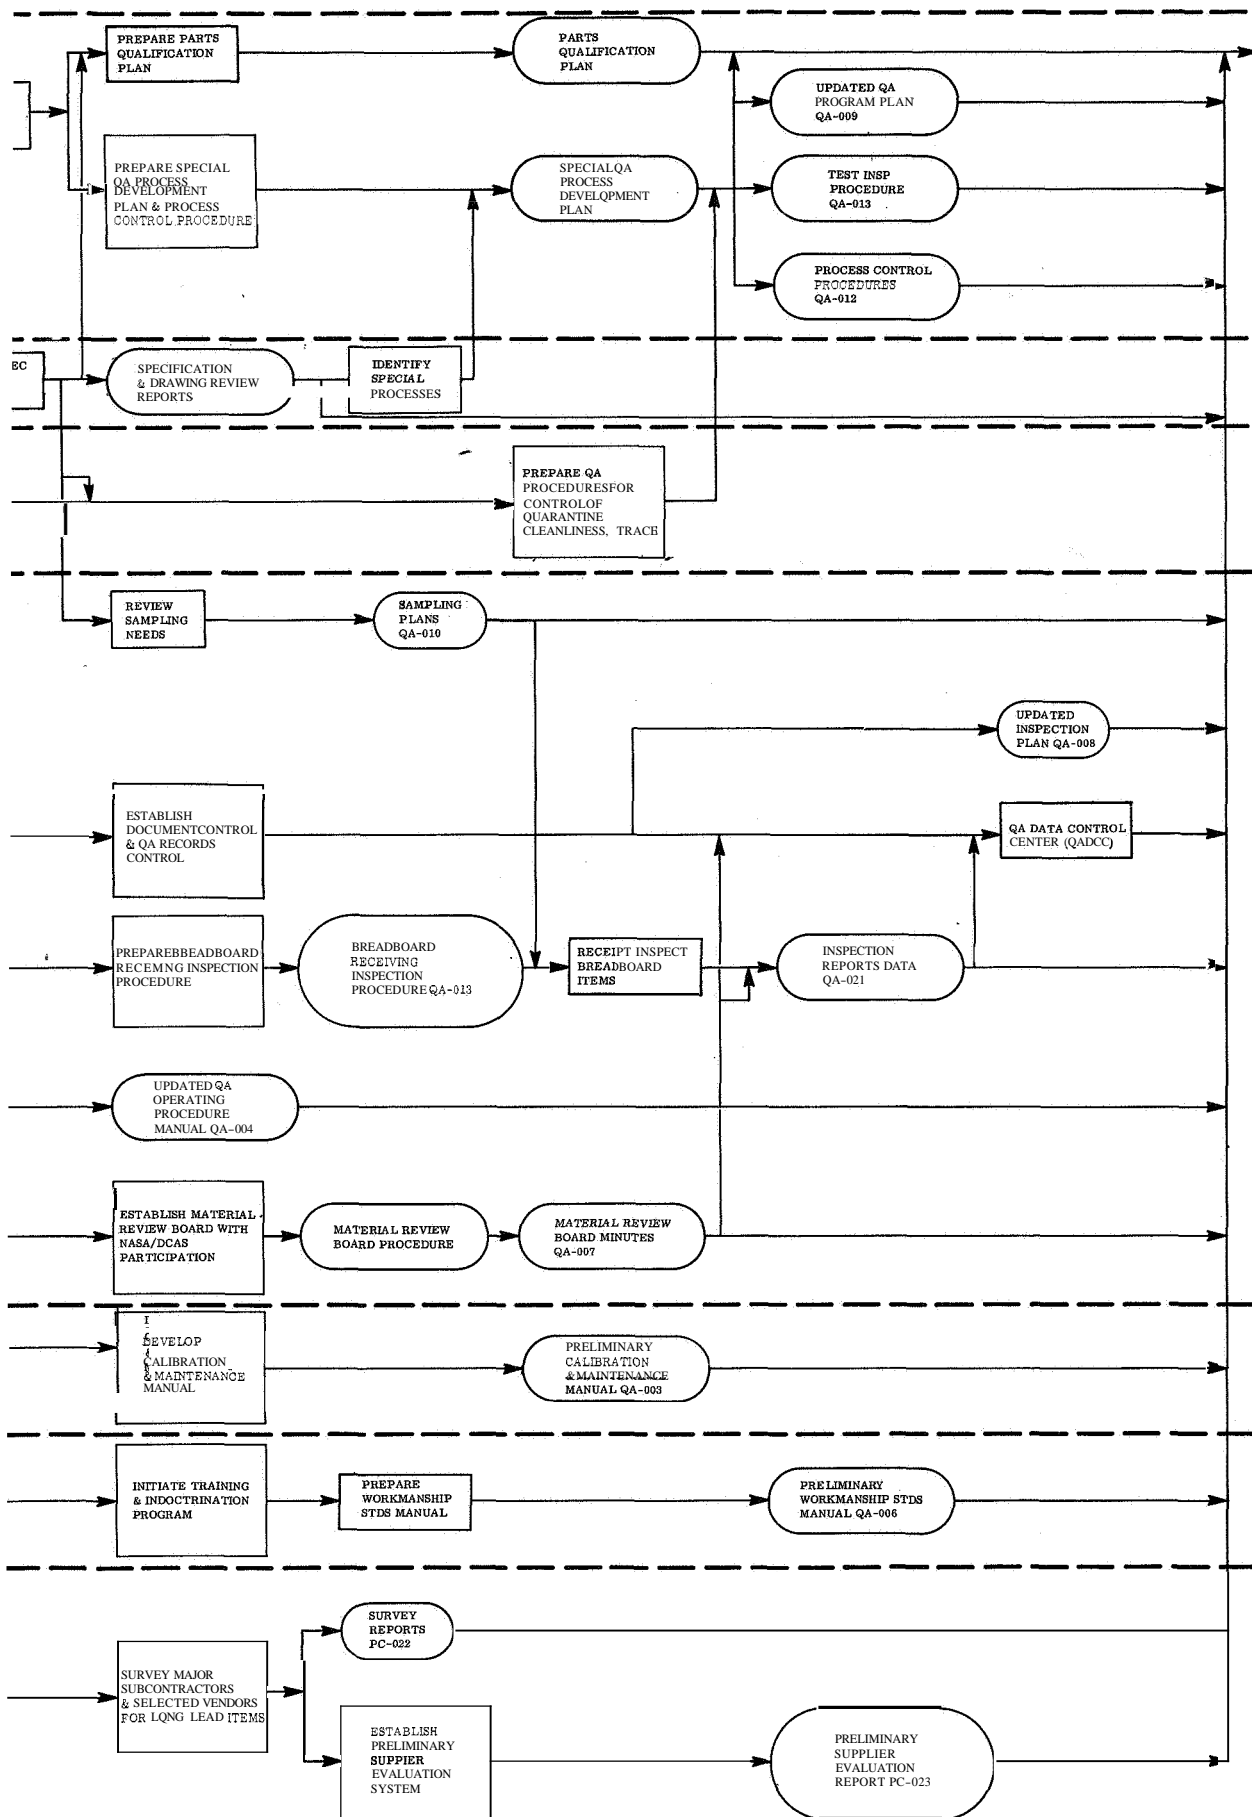 PREPARE PARTS
QUALIFICATION
PLAN
PARTS
QUALIFICATION
PLAN
UPDATED QA
PROGRAM PLAN
QA-009
PREPARE SPECIAL
QA PROCESS
DEVELOPMENT
PLAN & PROCESS
CONTROL PROCEDURE
SPECIALQA
PROCESS
DEVELQPMENT
PLAN
TEST INSP
PROCEDURE
QA-013
PROCESS CONTROL
PROCEDURES
QA-012
EC
SPECIFICATION
& DRAWING REVIEW
REPORTS
IDENTIFY
SPECIAL
PROCESSES
PREPARE QA
PROCEDURESFOR
CONTROLOF
QUARANTINE
CLEANLINESS, TRACE
REVIEW
SAMPLING
NEEDS
SAMPLING
PLANS
QA-010
UPDATED
INSPECTION
PLAN QA-008
ESTABLISH
DOCUMENTCONTROL
& QA RECORDS
CONTROL
QA DATA CONTROL
CENTER (QADCC)
PREPAREBBEADBOARD
RECEMNG INSPECTION
PROCEDURE
BREADBOARD
RECEIVING
INSPECTION
PROCEDURE QA-013
RECEIPT INSPECT
BREADBOARD
ITEMS
INSPECTION
REPORTS DATA
QA-021
UPDATED QA
OPERATING
PROCEDURE
MANUAL QA-004
ESTABLISH MATERIAL
REVIEW BOARD WITH
NASA/DCAS
PARTICIPATION
MATERIAL REVIEW
BOARD PROCEDURE
MATERIAL REVIEW
BOARD MINUTES
QA-007
DEVELOP
CALIBRATION
& MAINTENANCE
MANUAL
PRELIMINARY
CALIBRATION
&MAINTENANCE
MANUAL QA-003
INITIATE TRAINING
& INDOCTRINATION
PROGRAM
PREPARE
WORKMANSHIP
STDS MANUAL
PRELIMINARY
WORKMANSHIP STDS
MANUAL QA-006
SURVEY
REPORTS
PC-022
SURVEY MAJOR
SUBCONTRACTORS
& SELECTED VENDORS
FOR LQNG LEAD ITEMS
ESTABLISH
PRELIMINARY
SUPPIER
EVALUATION
SYSTEM
PRELIMINARY
SUPPLIER
EVALUATION
REPORT PC-023